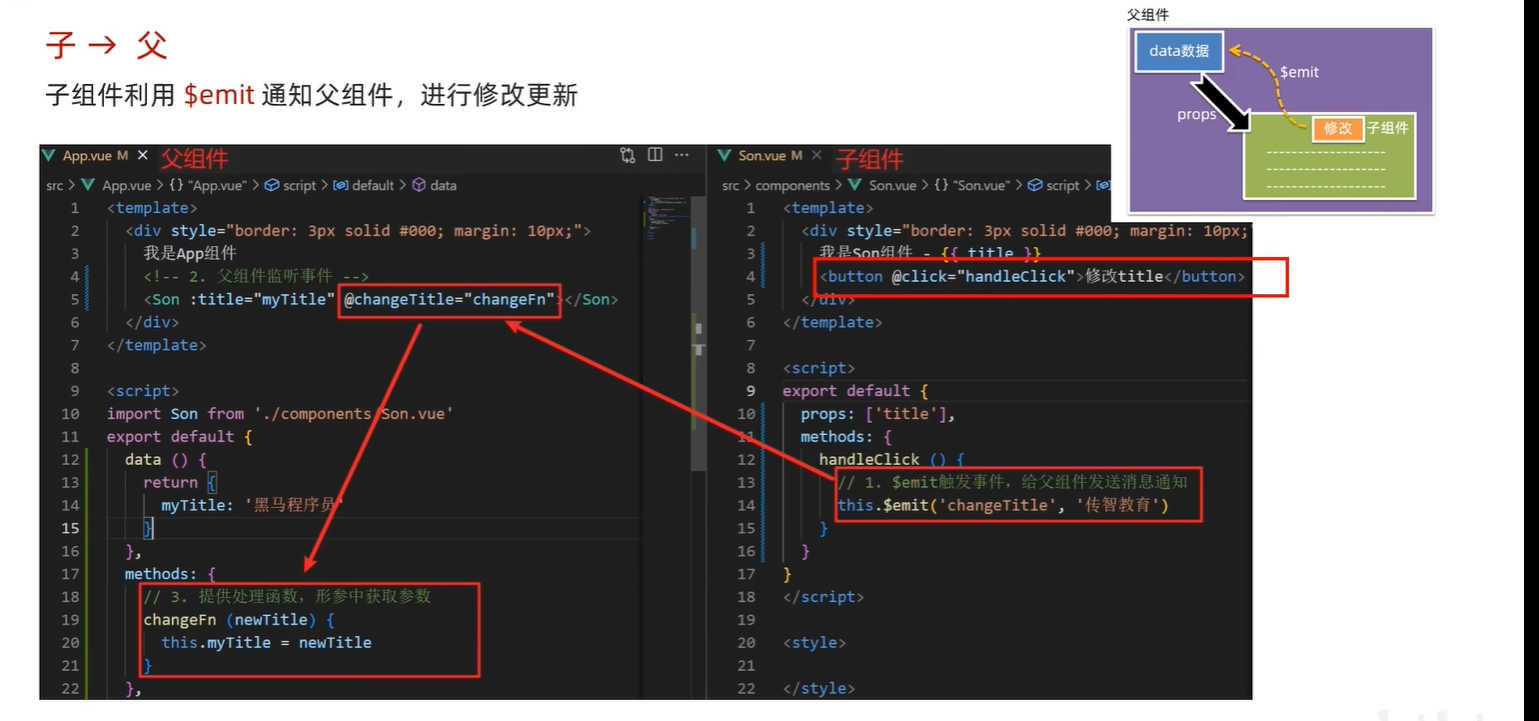 子 → 父
子组件利用 $emit 通知父组件，进行修改更新
父组件
data数据
$emit
props
修改 子组件
App.vue M × 父组件
src > App.vue > {} "App.vue" > script > default > data
1 <template>
2 <div style="border: 3px solid #000; margin: 10px;">
3 我是App组件
4 <!-- 2. 父组件监听事件 -->
5 <Son :title="myTitle" @changeTitle="changeFn"></Son>
6 </div>
7 </template>
8
9 <script>
10 import Son from './components/Son.vue'
11 export default {
12 data () {
13 return {
14 myTitle: '黑马程序员'
15 }
16 },
17 methods: {
18 // 3. 提供处理函数，形参中获取参数
19 changeFn (newTitle) {
20 this.myTitle = newTitle
21 }
22 },
Son.vue M × 子组件
src > components > Son.vue > {} "Son.vue" > script >
1 <template>
2 <div style="border: 3px solid #000; margin: 10px;
3 我是Son组件 - {{ title }}
4 <button @click="handleClick">修改title</button>
5 </div>
6 </template>
7
8 <script>
9 export default {
10 props: ['title'],
11 methods: {
12 handleClick () {
13 // 1. $emit触发事件，给父组件发送消息通知
14 this.$emit('changeTitle', '传智教育')
15 }
16 }
17 }
18 </script>
19
20 <style>
21
22 </style>